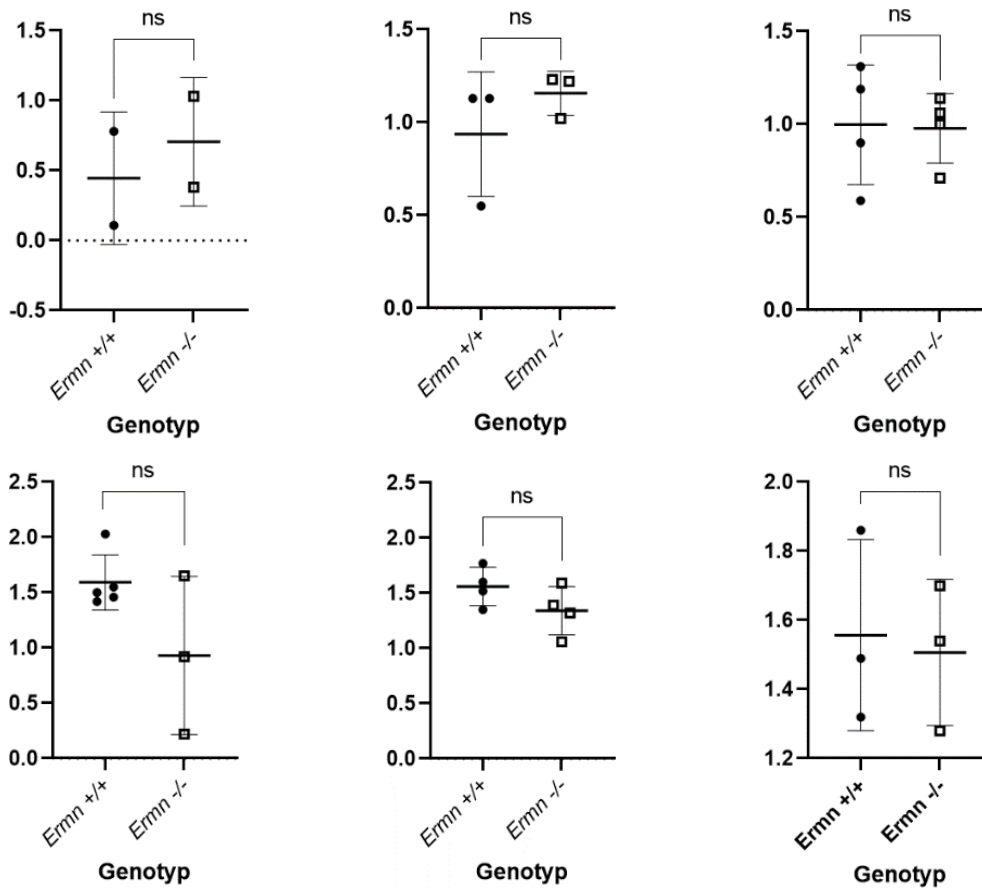 ns
1.5
1.0
0.5
0.0
-0.5
Ermn +/+
Ermn -/-
Genotyp
ns
1.5
1.0
0.5
0.0
Ermn +/+
Ermn -/-
Genotyp
ns
1.5
1.0
0.5
0.0
Ermn +/+
Ermn -/-
Genotyp
ns
2.5
2.0
1.5
1.0
0.5
0.0
Ermn +/+
Ermn -/-
Genotyp
ns
2.5
2.0
1.5
1.0
0.5
0.0
Ermn +/+
Ermn -/-
Genotyp
ns
2.0
1.8
1.6
1.4
1.2
Ermn +/+
Ermn -/-
Genotyp